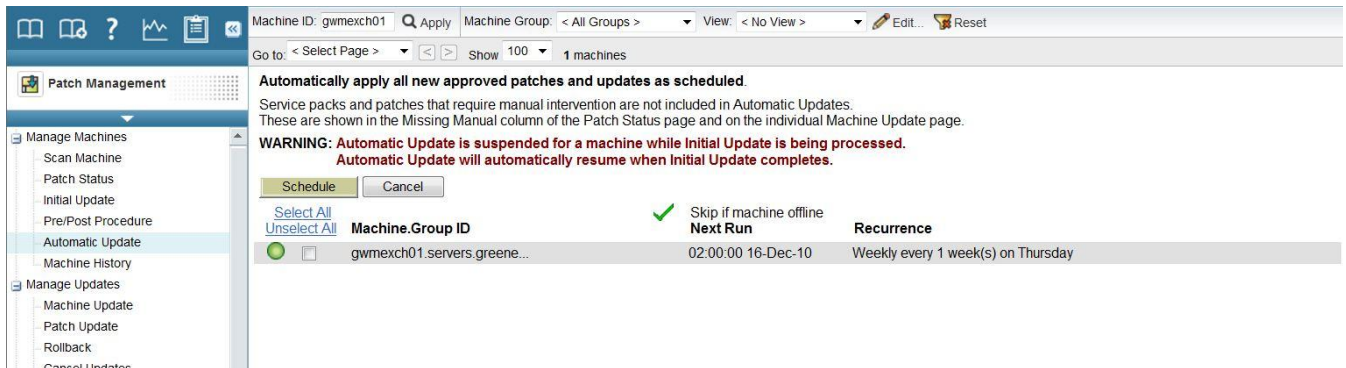 Machine ID: gwmexch01 Apply Machine Group: < All Groups > View: < No View > Edit... Reset
Go to: < Select Page > < > Show 100 1 machines
Patch Management
Manage Machines
Scan Machine
Patch Status
Initial Update
Pre/Post Procedure
Automatic Update
Machine History
Manage Updates
Machine Update
Patch Update
Rollback
Cancel Updates
Automatically apply all new approved patches and updates as scheduled.
Service packs and patches that require manual intervention are not included in Automatic Updates.
These are shown in the Missing Manual column of the Patch Status page and on the individual Machine Update page.
WARNING: Automatic Update is suspended for a machine while Initial Update is being processed.
Automatic Update will automatically resume when Initial Update completes.
Schedule Cancel
Select All Skip if machine offline
Unselect All Machine.Group ID Next Run Recurrence
gwmexch01.servers.greene... 02:00:00 16-Dec-10 Weekly every 1 week(s) on Thursday